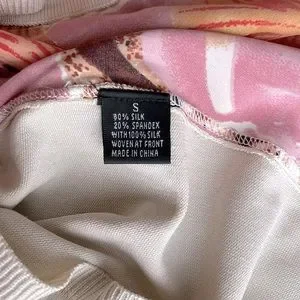 S
80% SILK
20% SPANDEX
WITH 100% SILK
WOVEN AT FRONT
MADE IN CHINA